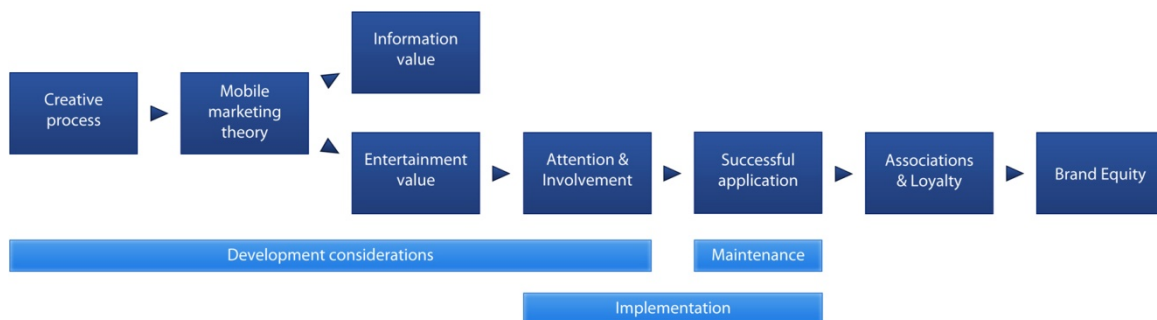 Information
value
Creative
process
Mobile
marketing
theory
Entertainment
value
Attention &
Involvement
Successful
application
Associations
& Loyalty
Brand Equity
Development considerations
Maintenance
Implementation